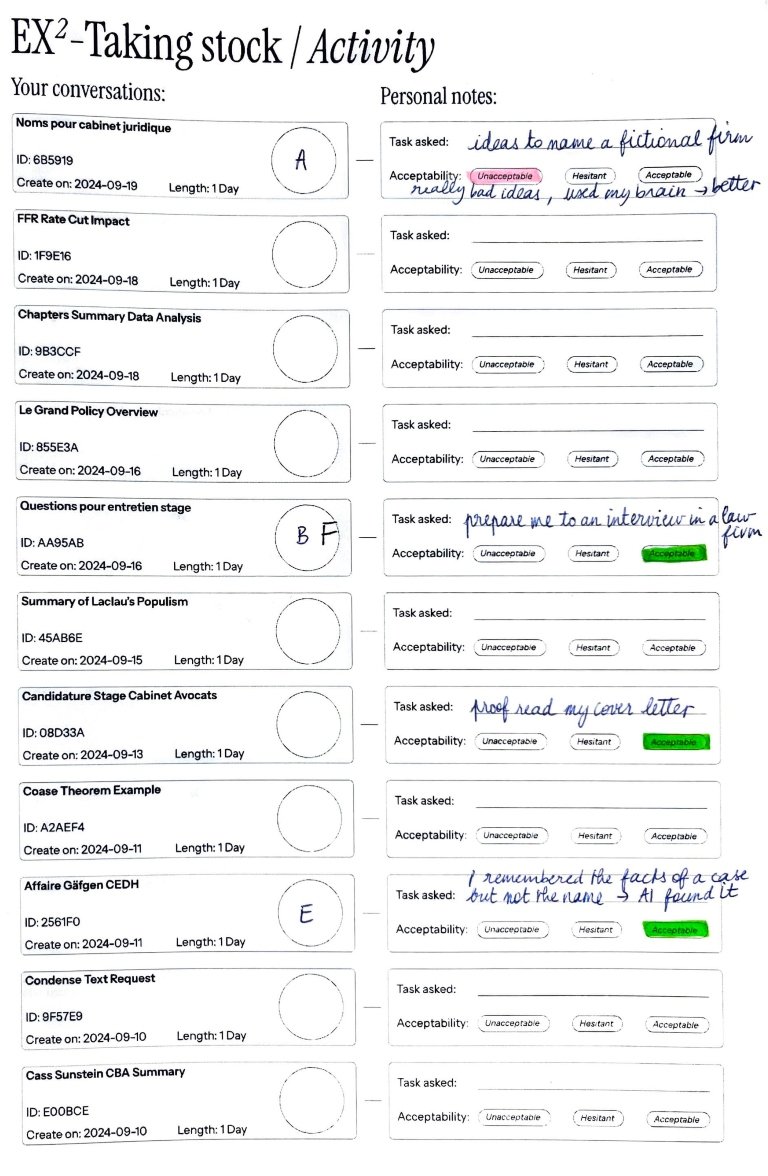 EX²-Taking stock / Activity
Your conversations:
Personal notes:
Noms pour cabinet juridique
ID: 6B5919
Create on: 2024-09-19 Length: 1 Day
A
Task asked: ideas to name a fictional firm
Acceptability: Unacceptable Hesitant Acceptable
really bad ideas, used my brain → better
FFR Rate Cut Impact
ID: 1F9E16
Create on: 2024-09-18 Length: 1 Day
Task asked:
Acceptability: Unacceptable Hesitant Acceptable
Chapters Summary Data Analysis
ID: 9B3CCF
Create on: 2024-09-18 Length: 1 Day
Task asked:
Acceptability: Unacceptable Hesitant Acceptable
Le Grand Policy Overview
ID: 855E3A
Create on: 2024-09-16 Length: 1 Day
Task asked:
Acceptability: Unacceptable Hesitant Acceptable
Questions pour entretien stage
ID: AA95AB
Create on: 2024-09-16 Length: 1 Day
B F
Task asked: prepare me to an interview in a law
firm
Acceptability: Unacceptable Hesitant Acceptable
Summary of Laclau's Populism
ID: 45AB6E
Create on: 2024-09-15 Length: 1 Day
Task asked:
Acceptability: Unacceptable Hesitant Acceptable
Candidature Stage Cabinet Avocats
ID: 08D33A
Create on: 2024-09-13 Length: 1 Day
Task asked: proof read my cover letter
Acceptability: Unacceptable Hesitant Acceptable
Coase Theorem Example
ID: A2AEF4
Create on: 2024-09-11 Length: 1 Day
Task asked:
Acceptability: Unacceptable Hesitant Acceptable
Affaire Gäfgen CEDH
ID: 2561F0
Create on: 2024-09-11 Length: 1 Day
E
I remembered the facts of a case
Task asked: but not the name → AI found it
Acceptability: Unacceptable Hesitant Acceptable
Condense Text Request
ID: 9F57E9
Create on: 2024-09-10 Length: 1 Day
Task asked:
Acceptability: Unacceptable Hesitant Acceptable
Cass Sunstein CBA Summary
ID: E00BCE
Create on: 2024-09-10 Length: 1 Day
Task asked:
Acceptability: Unacceptable Hesitant Acceptable